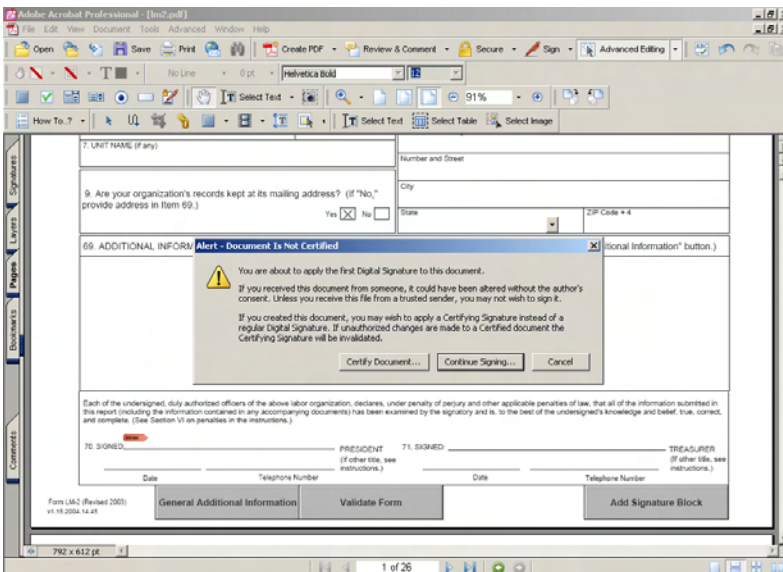 Adobe Acrobat Professional - [lm2.pdf]
File Edit View Document Tools Advanced Window Help
Open Save Print Create PDF Review & Comment Secure Sign Advanced Editing
T No Line 0 pt Helvetica Bold 12
Select Text 91%
How To..? Select Text Select Table Select Image
Signatures
Layers
Pages
Bookmarks
Comments
7. UNIT NAME (if any)
Number and Street
9. Are your organization's records kept at its mailing address? (If "No,"
provide address in Item 69.)
Yes X No
City
State
ZIP Code + 4
69. ADDITIONAL INFORM
itional Information" button.)
Alert - Document Is Not Certified
You are about to apply the first Digital Signature to this document.
If you received this document from someone, it could have been altered without the author's
consent. Unless you receive this file from a trusted sender, you may not wish to sign it.
If you created this document, you may wish to apply a Certifying Signature instead of a
regular Digital Signature. If unauthorized changes are made to a Certified document the
Certifying Signature will be invalidated.
Certify Document... Continue Signing... Cancel
Each of the undersigned, duly authorized officers of the above labor organization, declares, under penalty of perjury and other applicable penalties of law, that all of the information submitted in
this report (including the information contained in any accompanying documents) has been examined by the signatory and is, to the best of the undersigned's knowledge and belief, true, correct,
and complete. (See Section VI on penalties in the instructions.)
70. SIGNED: PRESIDENT 71. SIGNED: TREASURER
(If other title, see (If other title, see
instructions.) instructions.)
Date Telephone Number Date Telephone Number
Form LM-2 (Revised 2003)
v1.15.2004.14.45
General Additional Information Validate Form Add Signature Block
792 x 612 pt
1 of 26